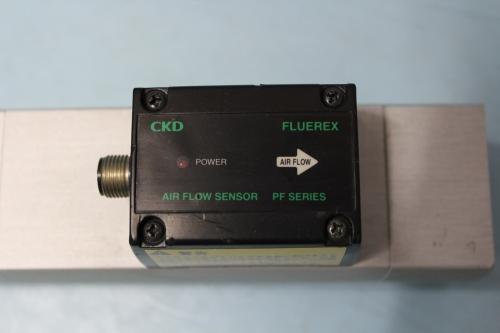 CKD FLUEREX
POWER AIR FLOW
AIR FLOW SENSOR PF SERIES